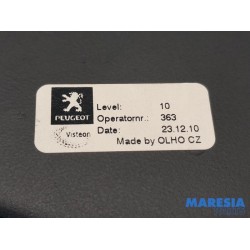 PEUGEOT
Visteon
Level: 10
Operatornr.: 363
Date: 23.12.10
Made by OLHO CZ
MARESIA